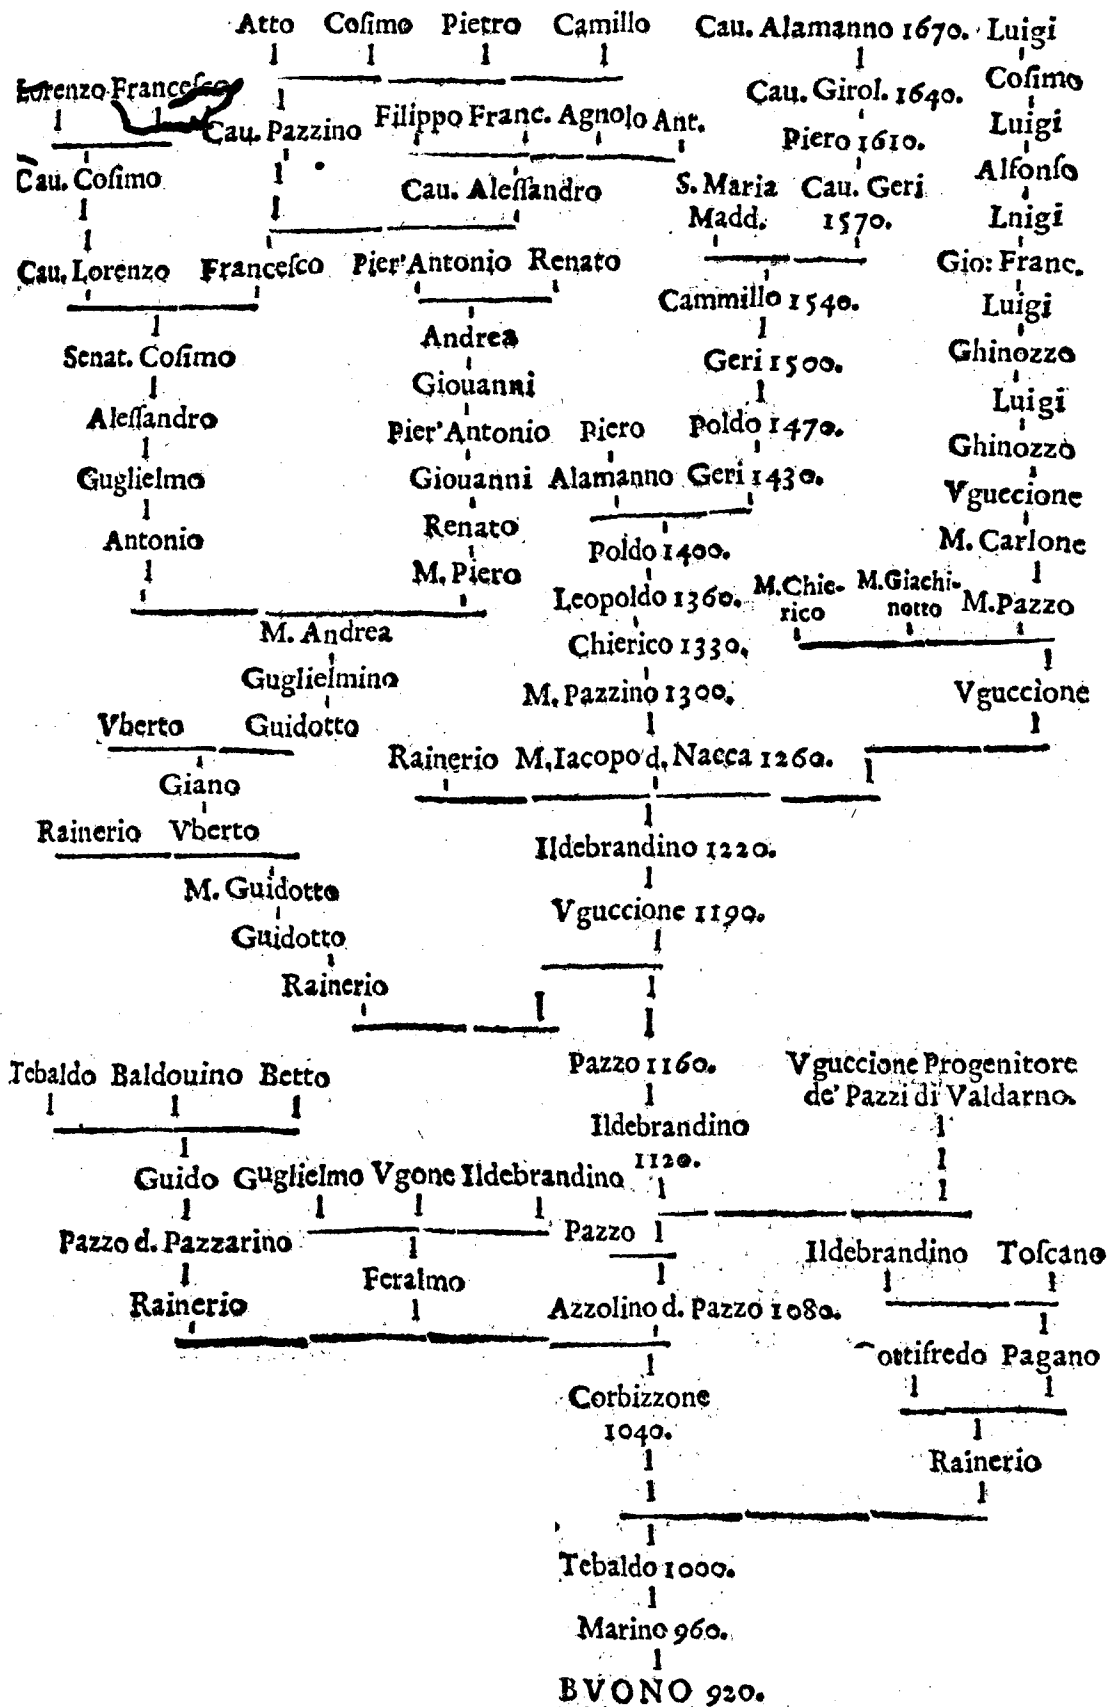 Atto Coſimo Pietro Camillo Cau. Alamanno 1670. Luigi
Lorenzo Franceſco Coſimo
Cau. Girol. 1640.
Cau. Pazzino Filippo Franc. Agnolo Ant. Luigi
Piero 1610.
Cau. Coſimo Cau. Aleſſandro S. Maria Cau. Geri Alfonſo
Madd. 1570. Lnigi
Cau. Lorenzo Franceſco Pier'Antonio Renato Gio: Franc.
Cammillo 1540. Luigi
Senat. Coſimo Andrea Geri 1500. Ghinozzo
Giouanni Luigi
Aleſſandro Pier'Antonio Piero Poldo 1470. Ghinozzo
Guglielmo Giouanni Alamanno Geri 1430. Vguccione
Antonio Renato Poldo 1400. M. Carlone
M. Piero Leopoldo 1360. M. Chie- M. Giachi- M. Pazzo
rico notto
M. Andrea Chierico 1330.
Guglielmino M. Pazzino 1300. Vguccione
Vberto Guidotto
Rainerio M. Iacopo d. Nacca 1260.
Giano
Rainerio Vberto Ildebrandino 1220.
M. Guidotto Vguccione 1190.
Guidotto
Rainerio
Tebaldo Baldouino Betto Pazzo 1160. Vguccione Progenitore
de' Pazzi di Valdarno.
Ildebrandino
1120.
Guido Guglielmo Vgone Ildebrandino
Pazzo d. Pazzarino Pazzo Ildebrandino Toſcano
Feralmo
Rainerio Azzolino d. Pazzo 1080.
ottifredo Pagano
Corbizzone
1040.
Rainerio
Tebaldo 1000.
Marino 960.
BVONO 920.